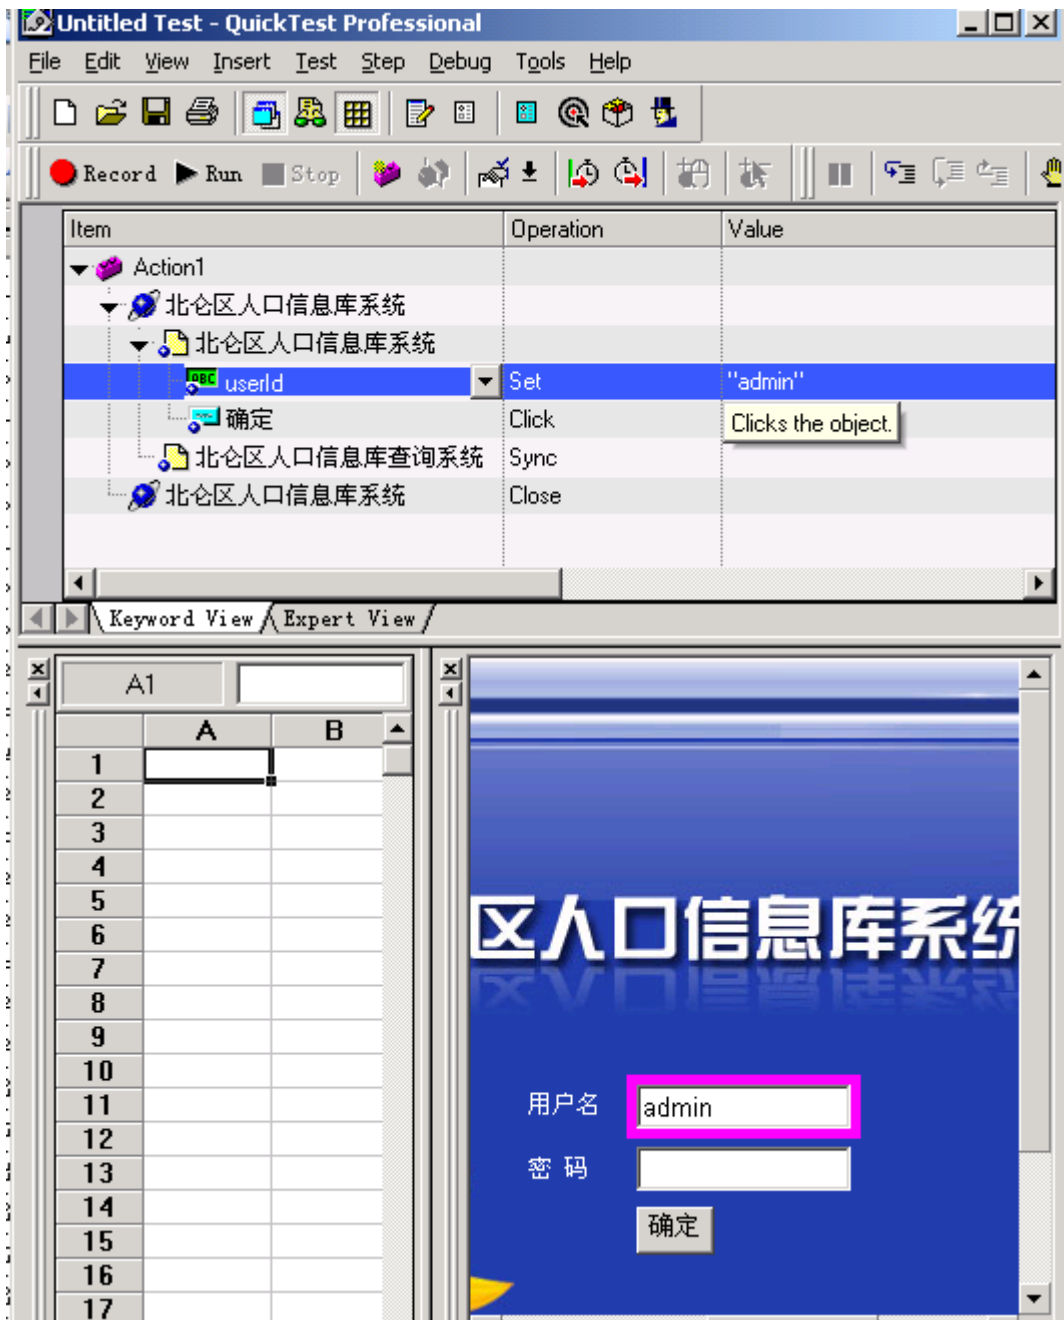 Untitled Test - QuickTest Professional
File Edit View Insert Test Step Debug Tools Help
Record Run Stop
Item Operation Value
Action1
北仑区人口信息库系统
北仑区人口信息库系统
ABC userId Set "admin"
确定 Click Clicks the object.
北仑区人口信息库查询系统 Sync
北仑区人口信息库系统 Close
Keyword View Expert View
A1
A B
1
2
3
4
5
6
7
8
9
10
11
12
13
14
15
16
17
区人口信息库系统
用户名 admin
密 码
确定